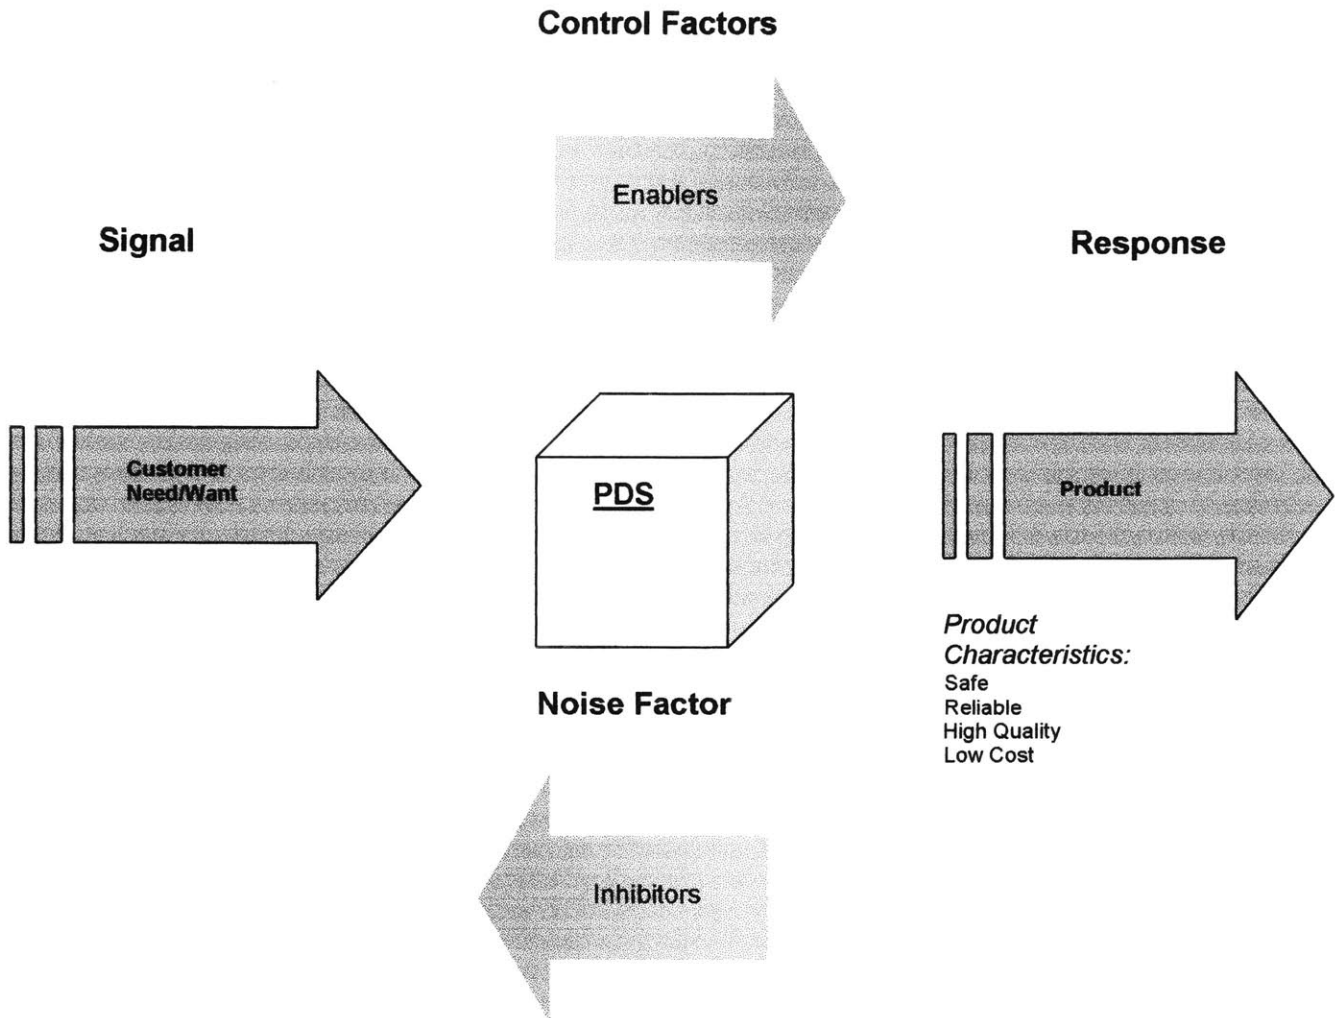 Control Factors
Enablers
Signal
Response
Customer
Need/Want
PDS
Product
Product
Characteristics:
Safe
Reliable
High Quality
Low Cost
Noise Factor
Inhibitors